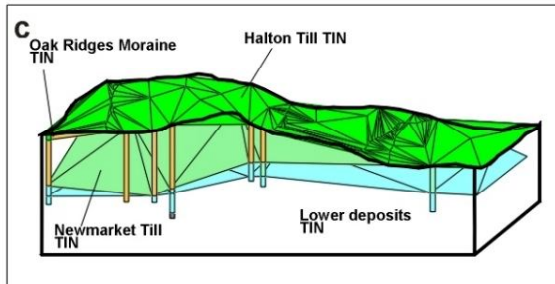 C
Oak Ridges Moraine
TIN
Halton Till TIN
Newmarket Till
TIN
Lower deposits
TIN